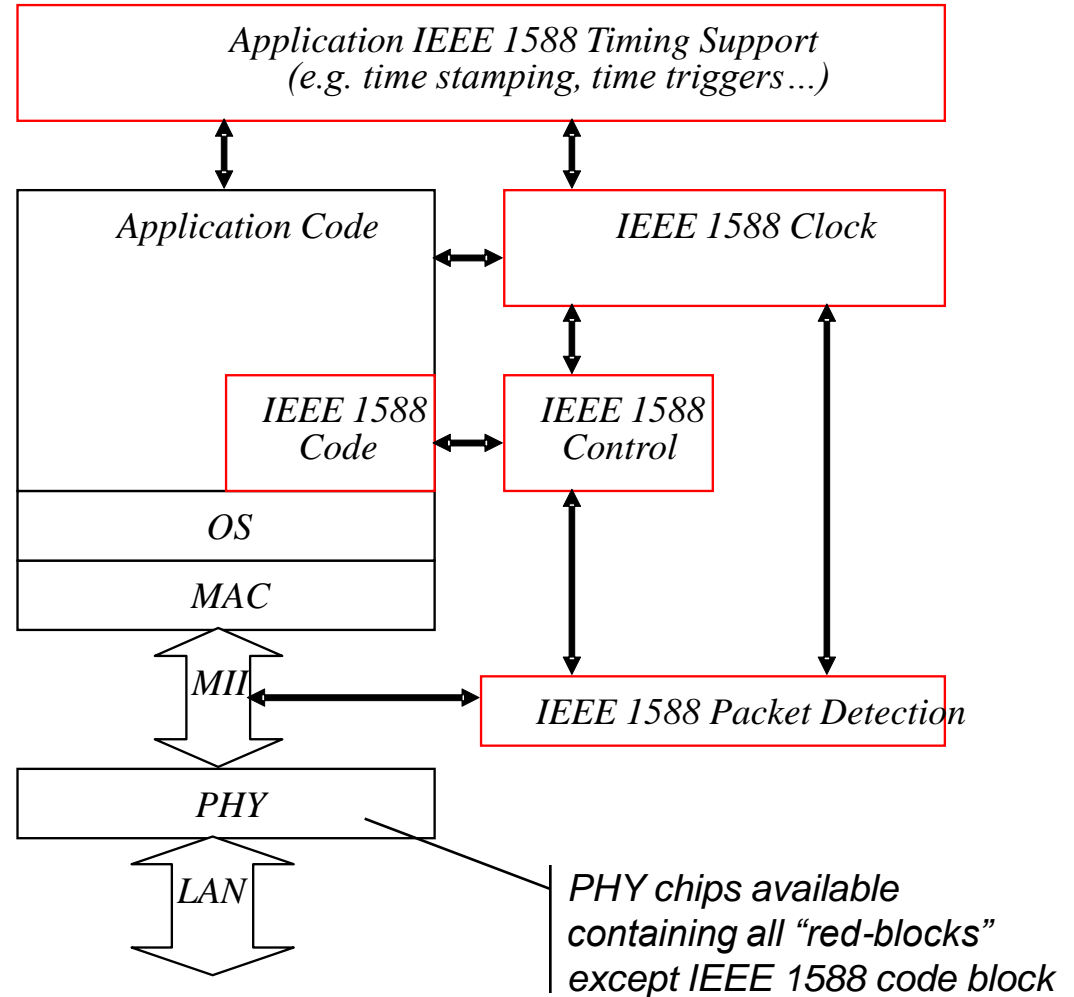 Application IEEE 1588 Timing Support
(e.g. time stamping, time triggers…)
Application Code
IEEE 1588 Clock
IEEE 1588
Code
IEEE 1588
Control
OS
MAC
MII
IEEE 1588 Packet Detection
PHY
LAN
PHY chips available
containing all “red-blocks”
except IEEE 1588 code block